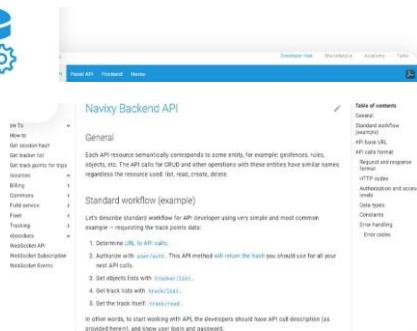 Developer Hub Marketplace Academy Talks
Panel API Frontend Home
How to
Get session hash
Get tracker list
Get track points for trips
Billing
Commons
Field service
Fleet
Tracking
WebSocket API
WebSocket Subscription
WebSocket Events
Navixy Backend API
General
Each API resource semantically corresponds to some entity, for example: geofences, rules,
objects, etc. The API calls for CRUD and other operations with these entities have similar names
regardless the resource used: list, read, create, delete.
Standard workflow (example)
Let's describe standard workflow for API developer using very simple and most common
example – requesting the track points data:
1. Determine URL to API calls.
2. Authorize with user/auth. This API method will return the hash you should use for all your
next API calls.
3. Get objects lists with tracker/list.
4. Get track lists with track/list.
5. Get the track itself: track/read.
In other words, to start working with API, the developers should have API call description (as
provided herein), and know user login and password.
Table of contents
General
Standard workflow
(example)
API base URL
API calls format
Request and response
format
HTTP codes
Authorization and access
levels
Data types
Constants
Error handling
Error codes